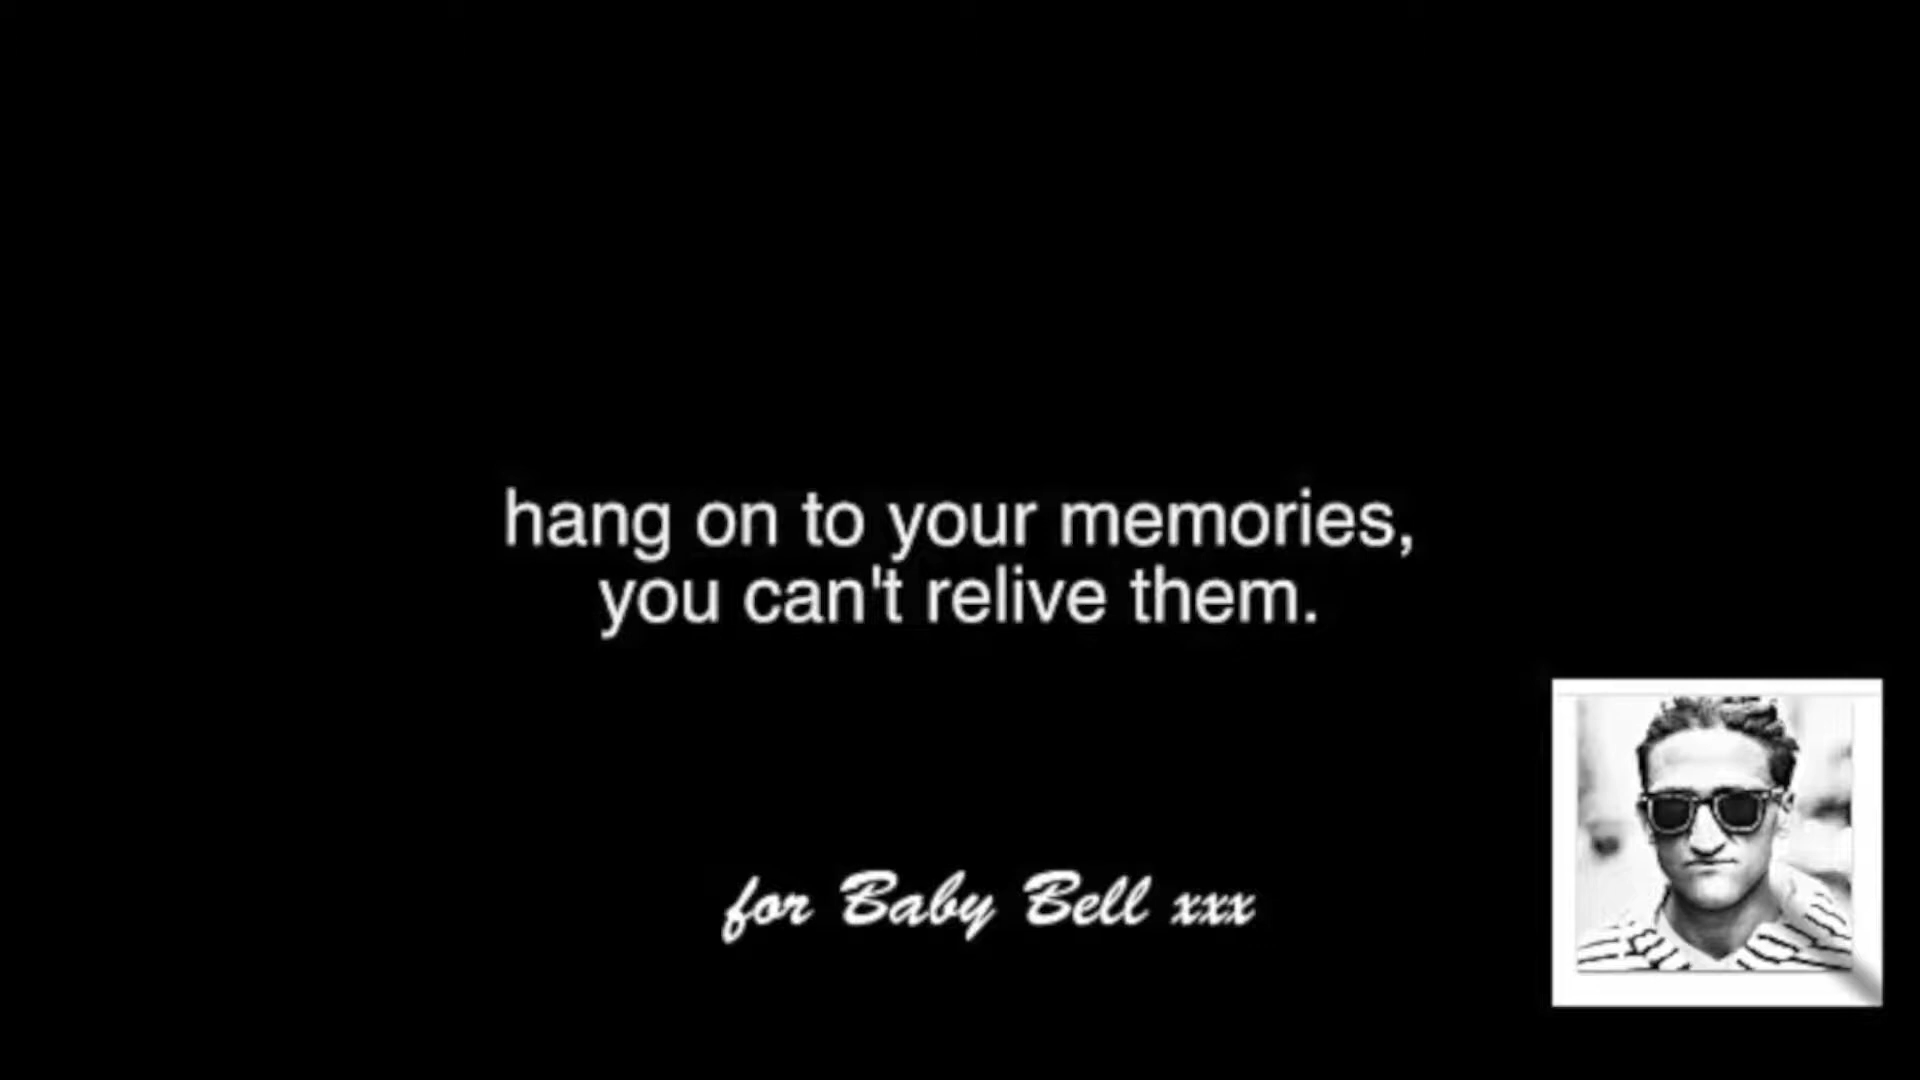 hang on to your memories,
you can't relive them.
for Baby Bell xxx